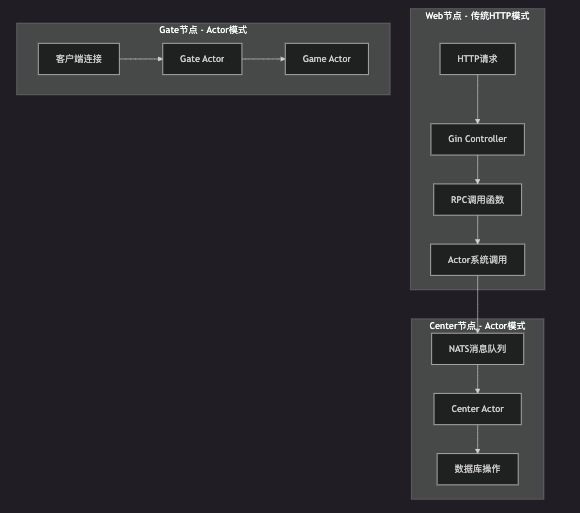 Gate节点 - Actor模式
客户端连接
Gate Actor
Game Actor
Web节点 - 传统HTTP模式
HTTP请求
Gin Controller
RPC调用函数
Actor系统调用
Center节点 - Actor模式
NATS消息队列
Center Actor
数据库操作